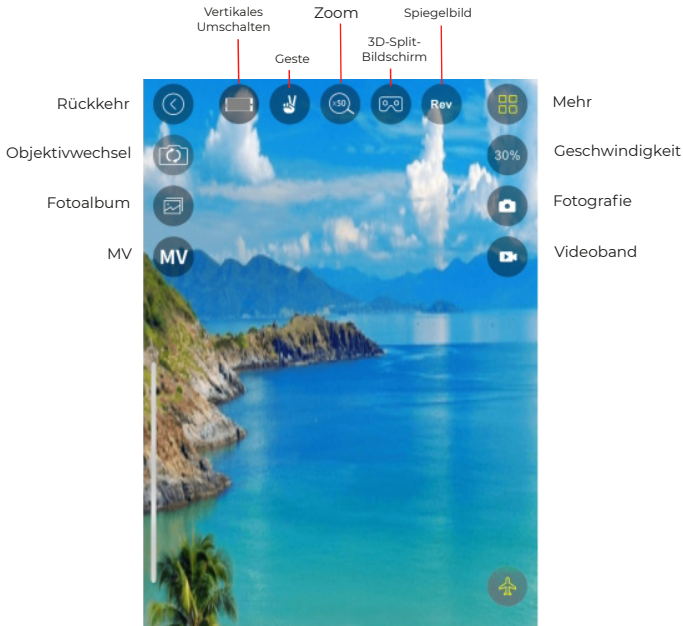 Vertikales
Umschalten
Geste
Zoom
3D-Split-
Bildschirm
Spiegelbild
Rückkehr
×50
Rev
Mehr
Objektivwechsel
30%
Geschwindigkeit
Fotoalbum
Fotografie
MV
MV
Videoband